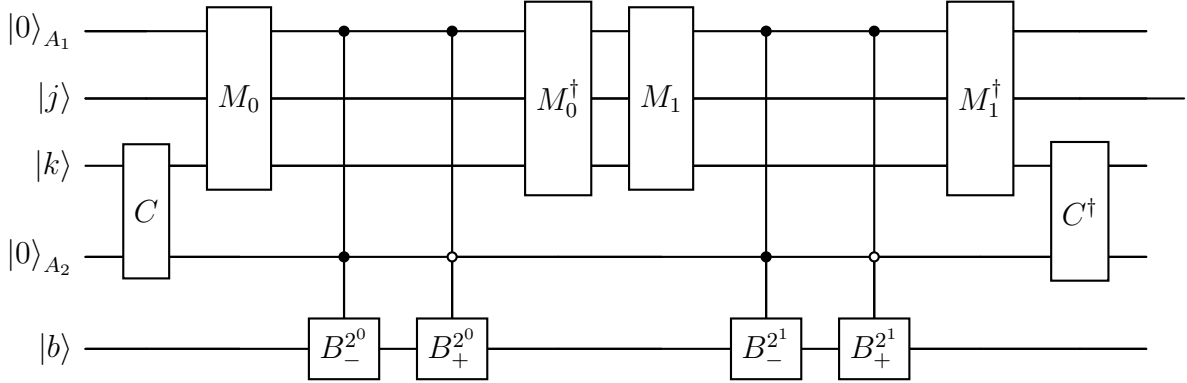 |0⟩_{A_1} M_0 M_0^† M_1 M_1^†
|j⟩
|k⟩ C C^†
|0⟩_{A_2}
|b⟩ B_-^{2^0} B_+^{2^0} B_-^{2^1} B_+^{2^1}